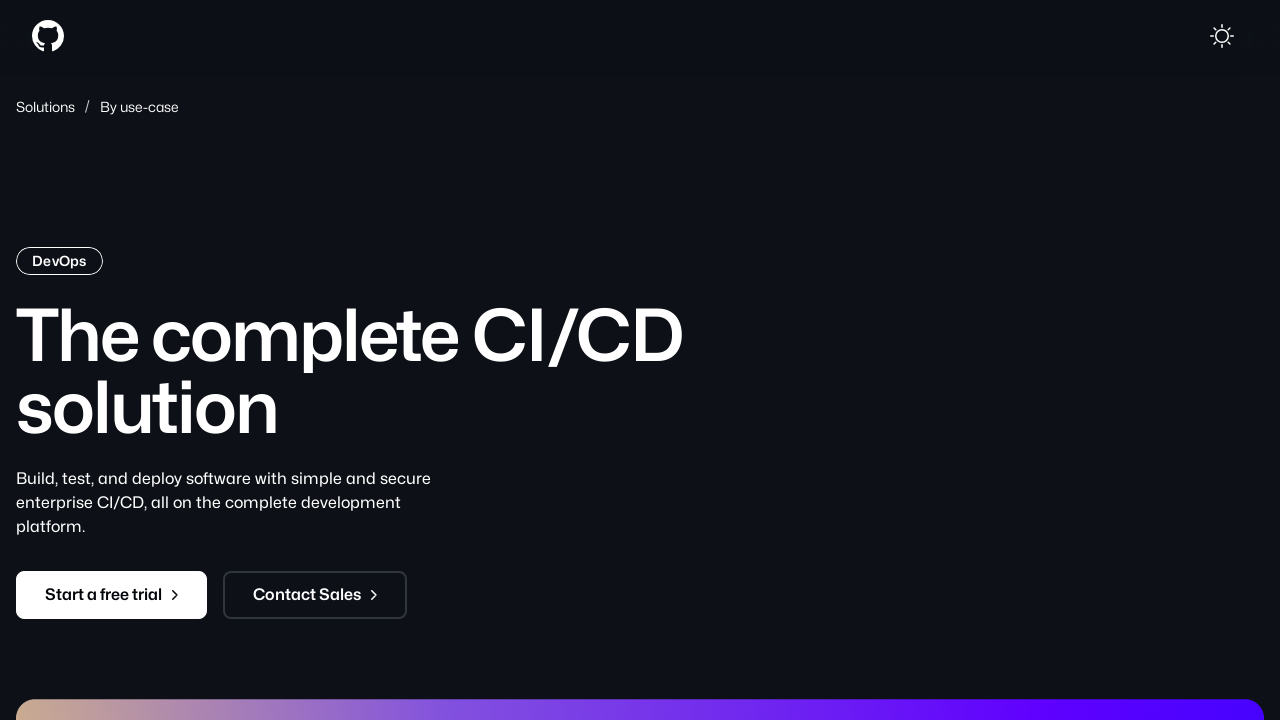 Solutions / By use-case
DevOps
The complete CI/CD
solution
Build, test, and deploy software with simple and secure
enterprise CI/CD, all on the complete development
platform.
Start a free trial
Contact Sales